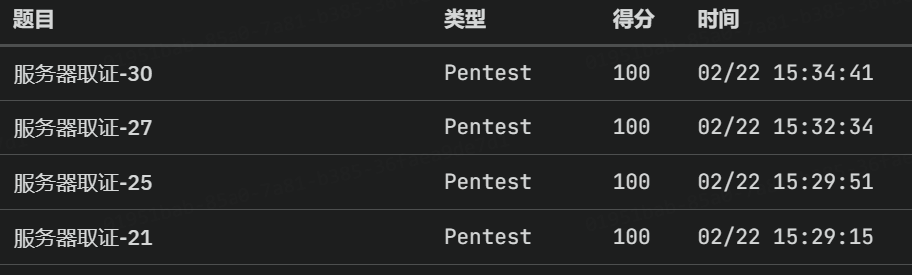 题目 类型 得分 时间
服务器取证-30 Pentest 100 02/22 15:34:41
服务器取证-27 Pentest 100 02/22 15:32:34
服务器取证-25 Pentest 100 02/22 15:29:51
服务器取证-21 Pentest 100 02/22 15:29:15